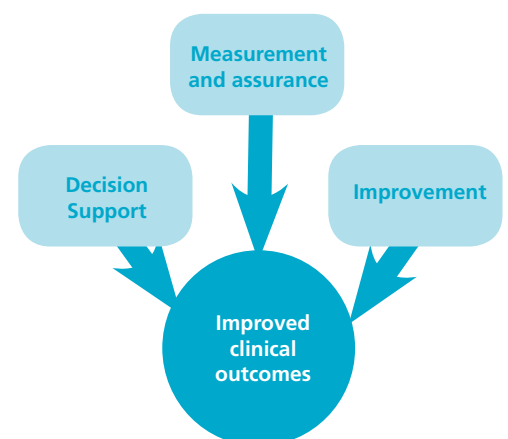 Measurement
and assurance
Decision
Support
Improvement
Improved
clinical
outcomes